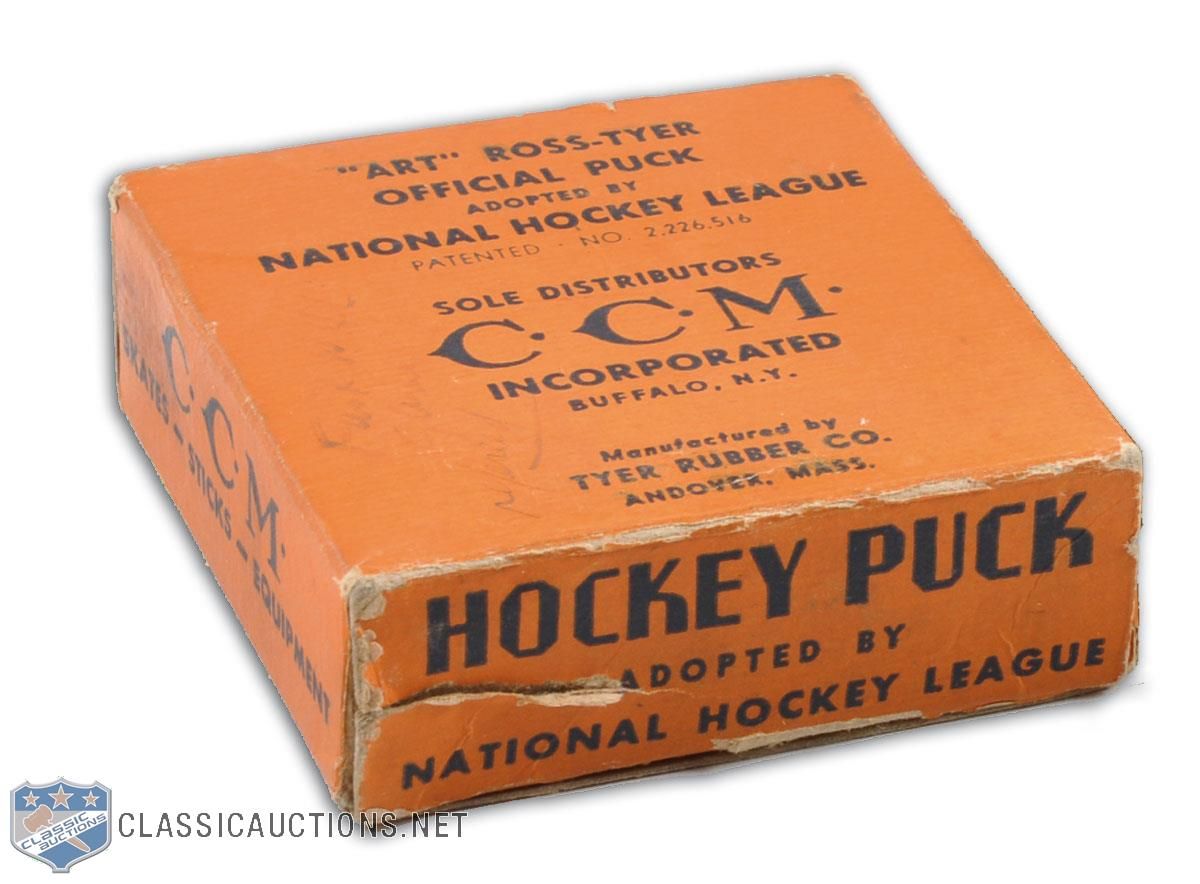 "ART" ROSS-TYER
OFFICIAL PUCK
ADOPTED BY
NATIONAL HOCKEY LEAGUE
PATENTED · NO. 2,226,516
SOLE DISTRIBUTORS
C·C·M·
INCORPORATED
BUFFALO, N.Y.
Manufactured by
TYER RUBBER CO.
ANDOVER, MASS.
C·C·M·
SKATES — STICKS — EQUIPMENT
HOCKEY PUCK
ADOPTED BY
NATIONAL HOCKEY LEAGUE
CLASSIC
AUCTIONS
CLASSICAUCTIONS.NET